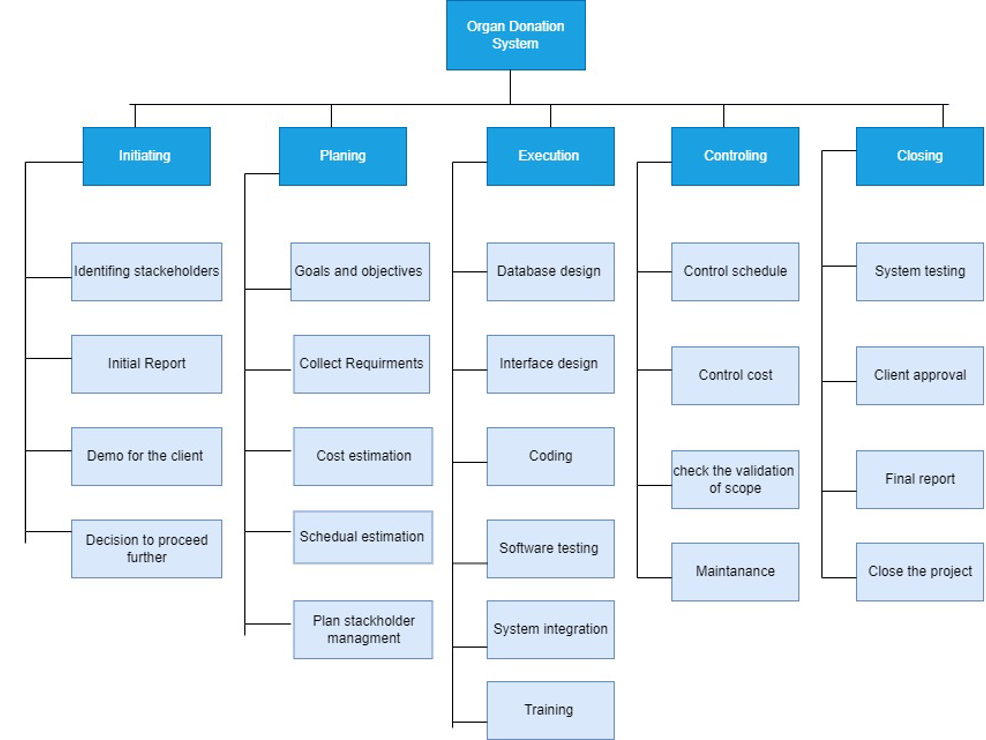 Organ Donation
System
Initiating
Planing
Execution
Controling
Closing
Identifing stackeholders
Goals and objectives
Database design
Control schedule
System testing
Initial Report
Collect Requirments
Interface design
Control cost
Client approval
Demo for the client
Cost estimation
Coding
check the validation
of scope
Final report
Decision to proceed
further
Schedual estimation
Software testing
Maintanance
Close the project
Plan stackholder
managment
System integration
Training